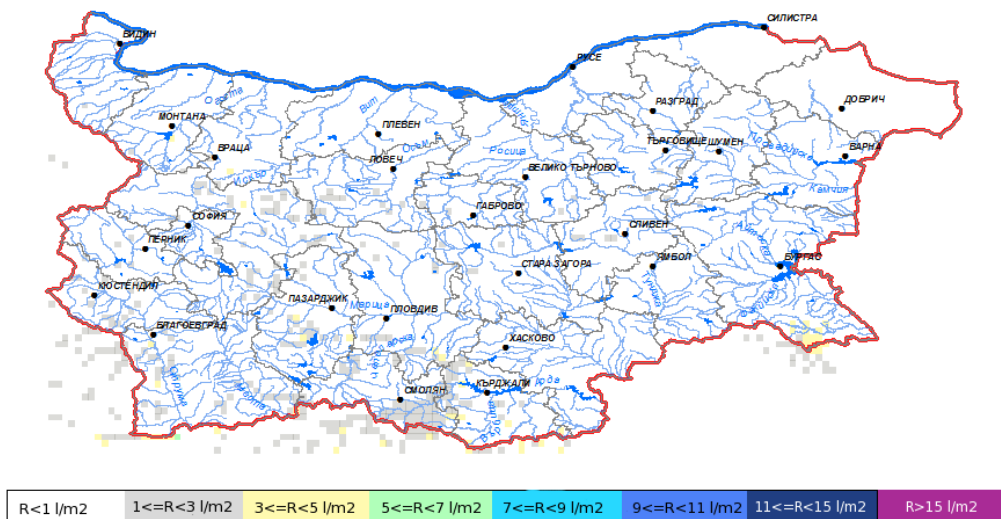 СИЛИСТРА
ВИДИН
РУСЕ
Огоста
Вит
РАЗГРАД
ДОБРИЧ
МОНТАНА
ПЛЕВЕН
Осъм
Росица
ТЪРГОВИЩЕ
ШУМЕН
ВАРНА
ВРАЦА
ЛОВЕЧ
Искър
ВЕЛИКО ТЪРНОВО
Камчия
СОФИЯ
ГАБРОВО
СЛИВЕН
ПЕРНИК
СТАРА ЗАГОРА
ЯМБОЛ
БУРГАС
Тунджа
КЮСТЕНДИЛ
ПАЗАРДЖИК
Марица
ПЛОВДИВ
БЛАГОЕВГРАД
ХАСКОВО
Струма
Места
СМОЛЯН
КЪРДЖАЛИ
R<1 l/m2
1<=R<3 l/m2
3<=R<5 l/m2
5<=R<7 l/m2
7<=R<9 l/m2
9<=R<11 l/m2
11<=R<15 l/m2
R>15 l/m2